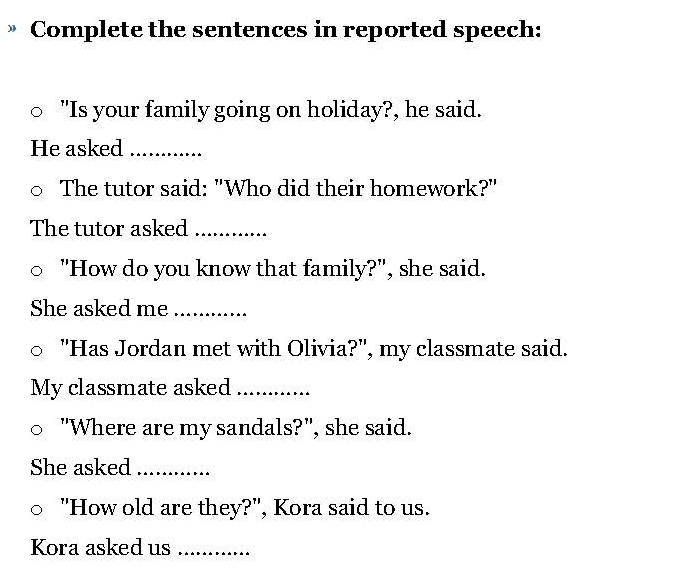 » Complete the sentences in reported speech:
o "Is your family going on holiday?, he said.
He asked ............
o The tutor said: "Who did their homework?"
The tutor asked ............
o "How do you know that family?", she said.
She asked me ............
o "Has Jordan met with Olivia?", my classmate said.
My classmate asked ............
o "Where are my sandals?", she said.
She asked ............
o "How old are they?", Kora said to us.
Kora asked us ............